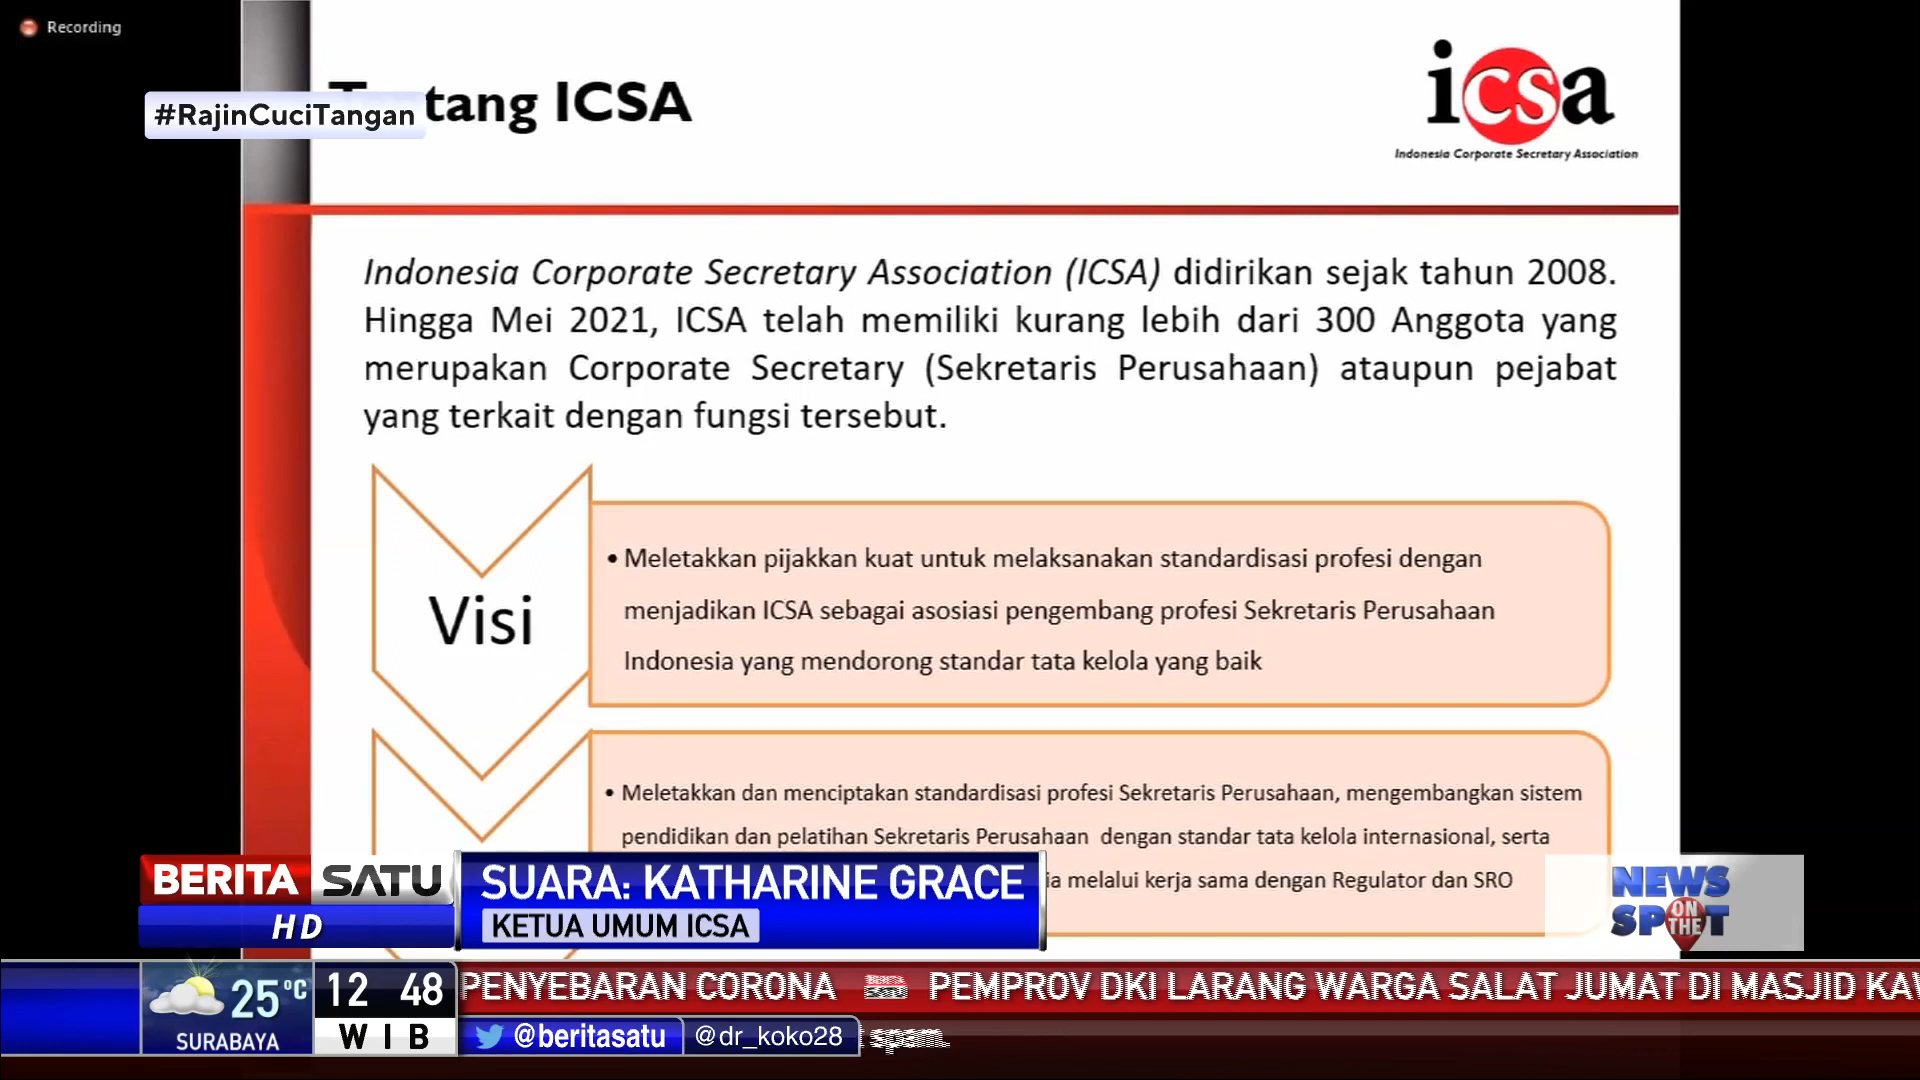 Recording
tang ICSA
#RajinCuciTangan
icsa
Indonesia Corporate Secretary Association
Indonesia Corporate Secretary Association (ICSA) didirikan sejak tahun 2008.
Hingga Mei 2021, ICSA telah memiliki kurang lebih dari 300 Anggota yang
merupakan Corporate Secretary (Sekretaris Perusahaan) ataupun pejabat
yang terkait dengan fungsi tersebut.
Visi
• Meletakkan pijakkan kuat untuk melaksanakan standardisasi profesi dengan
menjadikan ICSA sebagai asosiasi pengembang profesi Sekretaris Perusahaan
Indonesia yang mendorong standar tata kelola yang baik
• Meletakkan dan menciptakan standardisasi profesi Sekretaris Perusahaan, mengembangkan sistem
pendidikan dan pelatihan Sekretaris Perusahaan dengan standar tata kelola internasional, serta
ia melalui kerja sama dengan Regulator dan SRO
BERITA SATU
HD
SUARA: KATHARINE GRACE
KETUA UMUM ICSA
NEWS
ON THE
SPOT
25°C
SURABAYA
12 48
WIB
PENYEBARAN CORONA BERITA SATU PEMPROV DKI LARANG WARGA SALAT JUMAT DI MASJID KAW
@beritasatu @dr_koko28 t spam.